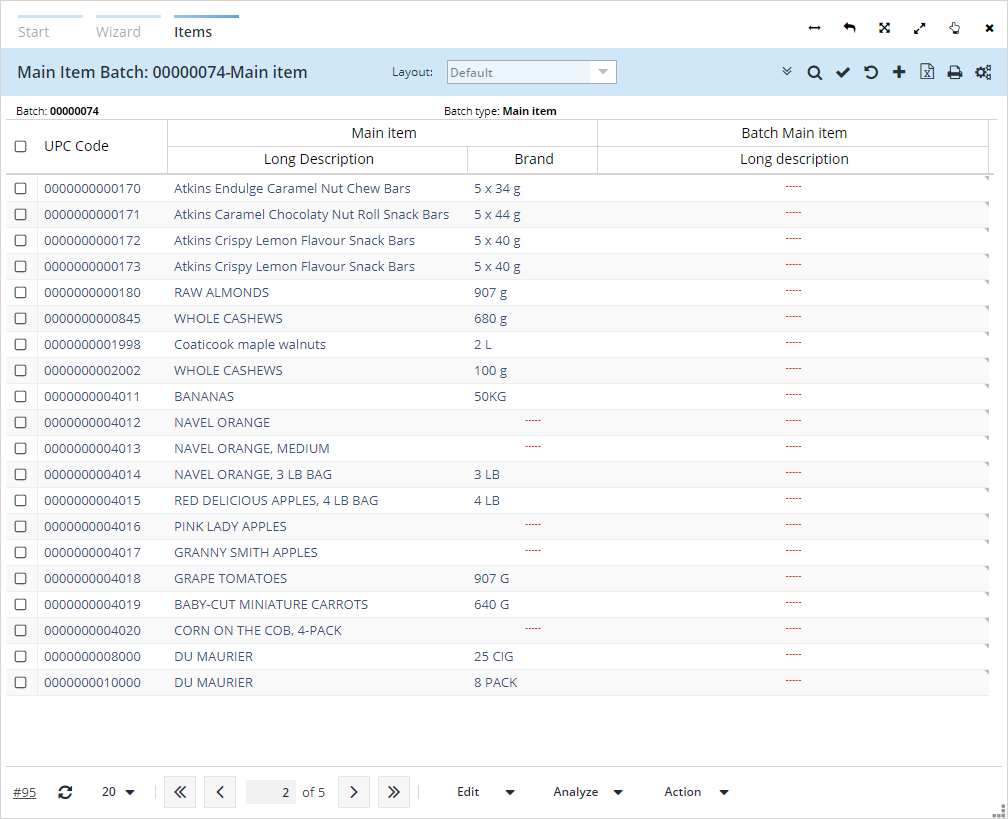 Start Wizard Items
Main Item Batch: 00000074-Main item Layout: Default
Batch: 00000074 Batch type: Main item
UPC Code Main item Batch Main item
Long Description Brand Long description
0000000000170 Atkins Endulge Caramel Nut Chew Bars 5 x 34 g -----
0000000000171 Atkins Caramel Chocolaty Nut Roll Snack Bars 5 x 44 g -----
0000000000172 Atkins Crispy Lemon Flavour Snack Bars 5 x 40 g -----
0000000000173 Atkins Crispy Lemon Flavour Snack Bars 5 x 40 g -----
0000000000180 RAW ALMONDS 907 g -----
0000000000845 WHOLE CASHEWS 680 g -----
0000000001998 Coaticook maple walnuts 2 L -----
0000000002002 WHOLE CASHEWS 100 g -----
0000000004011 BANANAS 50KG -----
0000000004012 NAVEL ORANGE ----- -----
0000000004013 NAVEL ORANGE, MEDIUM ----- -----
0000000004014 NAVEL ORANGE, 3 LB BAG 3 LB -----
0000000004015 RED DELICIOUS APPLES, 4 LB BAG 4 LB -----
0000000004016 PINK LADY APPLES ----- -----
0000000004017 GRANNY SMITH APPLES ----- -----
0000000004018 GRAPE TOMATOES 907 G -----
0000000004019 BABY-CUT MINIATURE CARROTS 640 G -----
0000000004020 CORN ON THE COB, 4-PACK ----- -----
0000000008000 DU MAURIER 25 CIG -----
0000000010000 DU MAURIER 8 PACK -----
#95 20 2 of 5 Edit Analyze Action